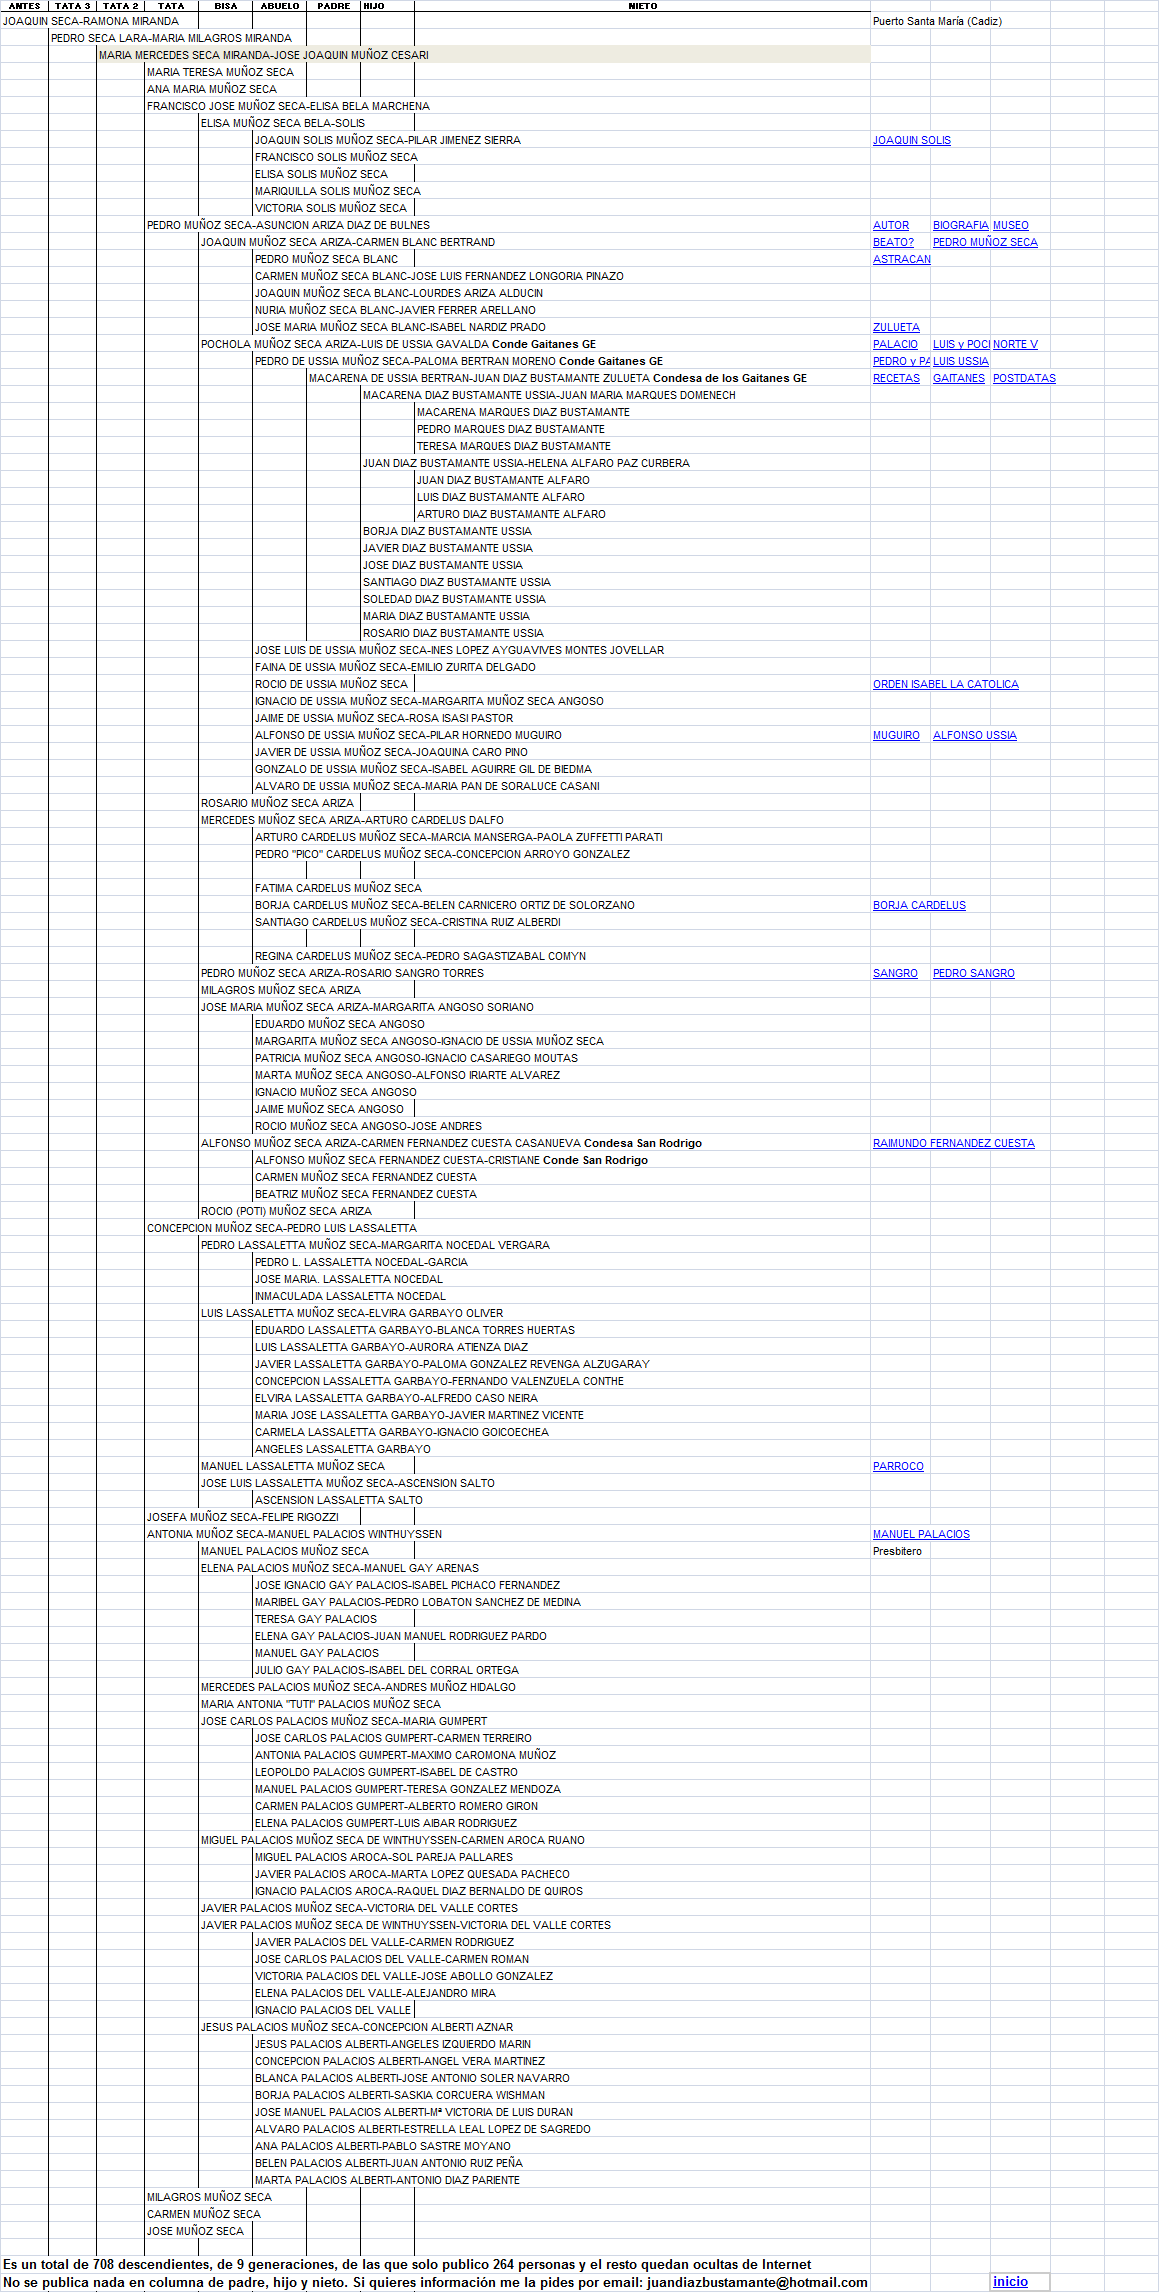 ANTES TATA 3 TATA 2 TATA BISA ABUELO PADRE HIJO NIETO
JOAQUIN SECA-RAMONA MIRANDA Puerto Santa María (Cadiz)
PEDRO SECA LARA-MARIA MILAGROS MIRANDA
MARIA MERCEDES SECA MIRANDA-JOSE JOAQUIN MUÑOZ CESARI
MARIA TERESA MUÑOZ SECA
ANA MARIA MUÑOZ SECA
FRANCISCO JOSE MUÑOZ SECA-ELISA BELA MARCHENA
ELISA MUÑOZ SECA BELA-SOLIS
JOAQUIN SOLIS MUÑOZ SECA-PILAR JIMENEZ SIERRA JOAQUIN SOLIS
FRANCISCO SOLIS MUÑOZ SECA
ELISA SOLIS MUÑOZ SECA
MARIQUILLA SOLIS MUÑOZ SECA
VICTORIA SOLIS MUÑOZ SECA
PEDRO MUÑOZ SECA-ASUNCION ARIZA DIAZ DE BULNES AUTOR BIOGRAFIA MUSEO
JOAQUIN MUÑOZ SECA ARIZA-CARMEN BLANC BERTRAND BEATO? PEDRO MUÑOZ SECA
PEDRO MUÑOZ SECA BLANC ASTRACAN
CARMEN MUÑOZ SECA BLANC-JOSE LUIS FERNANDEZ LONGORIA PINAZO
JOAQUIN MUÑOZ SECA BLANC-LOURDES ARIZA ALDUCIN
NURIA MUÑOZ SECA BLANC-JAVIER FERRER ARELLANO
JOSE MARIA MUÑOZ SECA BLANC-ISABEL NARDIZ PRADO ZULUETA
POCHOLA MUÑOZ SECA ARIZA-LUIS DE USSIA GAVALDA Conde Gaitanes GE PALACIO LUIS y POCI NORTE V
PEDRO DE USSIA MUÑOZ SECA-PALOMA BERTRAN MORENO Conde Gaitanes GE PEDRO y PA LUIS USSIA
MACARENA DE USSIA BERTRAN-JUAN DIAZ BUSTAMANTE ZULUETA Condesa de los Gaitanes GE RECETAS GAITANES POSTDATAS
MACARENA DIAZ BUSTAMANTE USSIA-JUAN MARIA MARQUES DOMENECH
MACARENA MARQUES DIAZ BUSTAMANTE
PEDRO MARQUES DIAZ BUSTAMANTE
TERESA MARQUES DIAZ BUSTAMANTE
JUAN DIAZ BUSTAMANTE USSIA-HELENA ALFARO PAZ CURBERA
JUAN DIAZ BUSTAMANTE ALFARO
LUIS DIAZ BUSTAMANTE ALFARO
ARTURO DIAZ BUSTAMANTE ALFARO
BORJA DIAZ BUSTAMANTE USSIA
JAVIER DIAZ BUSTAMANTE USSIA
JOSE DIAZ BUSTAMANTE USSIA
SANTIAGO DIAZ BUSTAMANTE USSIA
SOLEDAD DIAZ BUSTAMANTE USSIA
MARIA DIAZ BUSTAMANTE USSIA
ROSARIO DIAZ BUSTAMANTE USSIA
JOSE LUIS DE USSIA MUÑOZ SECA-INES LOPEZ AYGUAVIVES MONTES JOVELLAR
FAINA DE USSIA MUÑOZ SECA-EMILIO ZURITA DELGADO
ROCIO DE USSIA MUÑOZ SECA ORDEN ISABEL LA CATOLICA
IGNACIO DE USSIA MUÑOZ SECA-MARGARITA MUÑOZ SECA ANGOSO
JAIME DE USSIA MUÑOZ SECA-ROSA ISASI PASTOR
ALFONSO DE USSIA MUÑOZ SECA-PILAR HORNEDO MUGUIRO MUGUIRO ALFONSO USSIA
JAVIER DE USSIA MUÑOZ SECA-JOAQUINA CARO PINO
GONZALO DE USSIA MUÑOZ SECA-ISABEL AGUIRRE GIL DE BIEDMA
ALVARO DE USSIA MUÑOZ SECA-MARIA PAN DE SORALUCE CASANI
ROSARIO MUÑOZ SECA ARIZA
MERCEDES MUÑOZ SECA ARIZA-ARTURO CARDELUS DALFO
ARTURO CARDELUS MUÑOZ SECA-MARCIA MANSERGA-PAOLA ZUFFETTI PARATI
PEDRO "PICO" CARDELUS MUÑOZ SECA-CONCEPCION ARROYO GONZALEZ
FATIMA CARDELUS MUÑOZ SECA
BORJA CARDELUS MUÑOZ SECA-BELEN CARNICERO ORTIZ DE SOLORZANO BORJA CARDELUS
SANTIAGO CARDELUS MUÑOZ SECA-CRISTINA RUIZ ALBERDI
REGINA CARDELUS MUÑOZ SECA-PEDRO SAGASTIZABAL COMYN
PEDRO MUÑOZ SECA ARIZA-ROSARIO SANGRO TORRES SANGRO PEDRO SANGRO
MILAGROS MUÑOZ SECA ARIZA
JOSE MARIA MUÑOZ SECA ARIZA-MARGARITA ANGOSO SORIANO
EDUARDO MUÑOZ SECA ANGOSO
MARGARITA MUÑOZ SECA ANGOSO-IGNACIO DE USSIA MUÑOZ SECA
PATRICIA MUÑOZ SECA ANGOSO-IGNACIO CASARIEGO MOUTAS
MARTA MUÑOZ SECA ANGOSO-ALFONSO IRIARTE ALVAREZ
IGNACIO MUÑOZ SECA ANGOSO
JAIME MUÑOZ SECA ANGOSO
ROCIO MUÑOZ SECA ANGOSO-JOSE ANDRES
ALFONSO MUÑOZ SECA ARIZA-CARMEN FERNANDEZ CUESTA CASANUEVA Condesa San Rodrigo RAIMUNDO FERNANDEZ CUESTA
ALFONSO MUÑOZ SECA FERNANDEZ CUESTA-CRISTIANE Conde San Rodrigo
CARMEN MUÑOZ SECA FERNANDEZ CUESTA
BEATRIZ MUÑOZ SECA FERNANDEZ CUESTA
ROCIO (POTI) MUÑOZ SECA ARIZA
CONCEPCION MUÑOZ SECA-PEDRO LUIS LASSALETTA
PEDRO LASSALETTA MUÑOZ SECA-MARGARITA NOCEDAL VERGARA
PEDRO L. LASSALETTA NOCEDAL-GARCIA
JOSE MARIA. LASSALETTA NOCEDAL
INMACULADA LASSALETTA NOCEDAL
LUIS LASSALETTA MUÑOZ SECA-ELVIRA GARBAYO OLIVER
EDUARDO LASSALETTA GARBAYO-BLANCA TORRES HUERTAS
LUIS LASSALETTA GARBAYO-AURORA ATIENZA DIAZ
JAVIER LASSALETTA GARBAYO-PALOMA GONZALEZ REVENGA ALZUGARAY
CONCEPCION LASSALETTA GARBAYO-FERNANDO VALENZUELA CONTHE
ELVIRA LASSALETTA GARBAYO-ALFREDO CASO NEIRA
MARIA JOSE LASSALETTA GARBAYO-JAVIER MARTINEZ VICENTE
CARMELA LASSALETTA GARBAYO-IGNACIO GOICOECHEA
ANGELES LASSALETTA GARBAYO
MANUEL LASSALETTA MUÑOZ SECA PARROCO
JOSE LUIS LASSALETTA MUÑOZ SECA-ASCENSION SALTO
ASCENSION LASSALETTA SALTO
JOSEFA MUÑOZ SECA-FELIPE RIGOZZI
ANTONIA MUÑOZ SECA-MANUEL PALACIOS WINTHUYSSEN MANUEL PALACIOS
MANUEL PALACIOS MUÑOZ SECA Presbitero
ELENA PALACIOS MUÑOZ SECA-MANUEL GAY ARENAS
JOSE IGNACIO GAY PALACIOS-ISABEL PICHACO FERNANDEZ
MARIBEL GAY PALACIOS-PEDRO LOBATON SANCHEZ DE MEDINA
TERESA GAY PALACIOS
ELENA GAY PALACIOS-JUAN MANUEL RODRIGUEZ PARDO
MANUEL GAY PALACIOS
JULIO GAY PALACIOS-ISABEL DEL CORRAL ORTEGA
MERCEDES PALACIOS MUÑOZ SECA-ANDRES MUÑOZ HIDALGO
MARIA ANTONIA "TUTI" PALACIOS MUÑOZ SECA
JOSE CARLOS PALACIOS MUÑOZ SECA-MARIA GUMPERT
JOSE CARLOS PALACIOS GUMPERT-CARMEN TERREIRO
ANTONIA PALACIOS GUMPERT-MAXIMO CAROMONA MUÑOZ
LEOPOLDO PALACIOS GUMPERT-ISABEL DE CASTRO
MANUEL PALACIOS GUMPERT-TERESA GONZALEZ MENDOZA
CARMEN PALACIOS GUMPERT-ALBERTO ROMERO GIRON
ELENA PALACIOS GUMPERT-LUIS AIBAR RODRIGUEZ
MIGUEL PALACIOS MUÑOZ SECA DE WINTHUYSSEN-CARMEN AROCA RUANO
MIGUEL PALACIOS AROCA-SOL PAREJA PALLARES
JAVIER PALACIOS AROCA-MARTA LOPEZ QUESADA PACHECO
IGNACIO PALACIOS AROCA-RAQUEL DIAZ BERNALDO DE QUIROS
JAVIER PALACIOS MUÑOZ SECA-VICTORIA DEL VALLE CORTES
JAVIER PALACIOS MUÑOZ SECA DE WINTHUYSSEN-VICTORIA DEL VALLE CORTES
JAVIER PALACIOS DEL VALLE-CARMEN RODRIGUEZ
JOSE CARLOS PALACIOS DEL VALLE-CARMEN ROMAN
VICTORIA PALACIOS DEL VALLE-JOSE ABOLLO GONZALEZ
ELENA PALACIOS DEL VALLE-ALEJANDRO MIRA
IGNACIO PALACIOS DEL VALLE
JESUS PALACIOS MUÑOZ SECA-CONCEPCION ALBERTI AZNAR
JESUS PALACIOS ALBERTI-ANGELES IZQUIERDO MARIN
CONCEPCION PALACIOS ALBERTI-ANGEL VERA MARTINEZ
BLANCA PALACIOS ALBERTI-JOSE ANTONIO SOLER NAVARRO
BORJA PALACIOS ALBERTI-SASKIA CORCUERA WISHMAN
JOSE MANUEL PALACIOS ALBERTI-Mª VICTORIA DE LUIS DURAN
ALVARO PALACIOS ALBERTI-ESTRELLA LEAL LOPEZ DE SAGREDO
ANA PALACIOS ALBERTI-PABLO SASTRE MOYANO
BELEN PALACIOS ALBERTI-JUAN ANTONIO RUIZ PEÑA
MARTA PALACIOS ALBERTI-ANTONIO DIAZ PARIENTE
MILAGROS MUÑOZ SECA
CARMEN MUÑOZ SECA
JOSE MUÑOZ SECA
Es un total de 708 descendientes, de 9 generaciones, de las que solo publico 264 personas y el resto quedan ocultas de Internet
No se publica nada en columna de padre, hijo y nieto. Si quieres información me la pides por email: juandiazbustamante@hotmail.com inicio